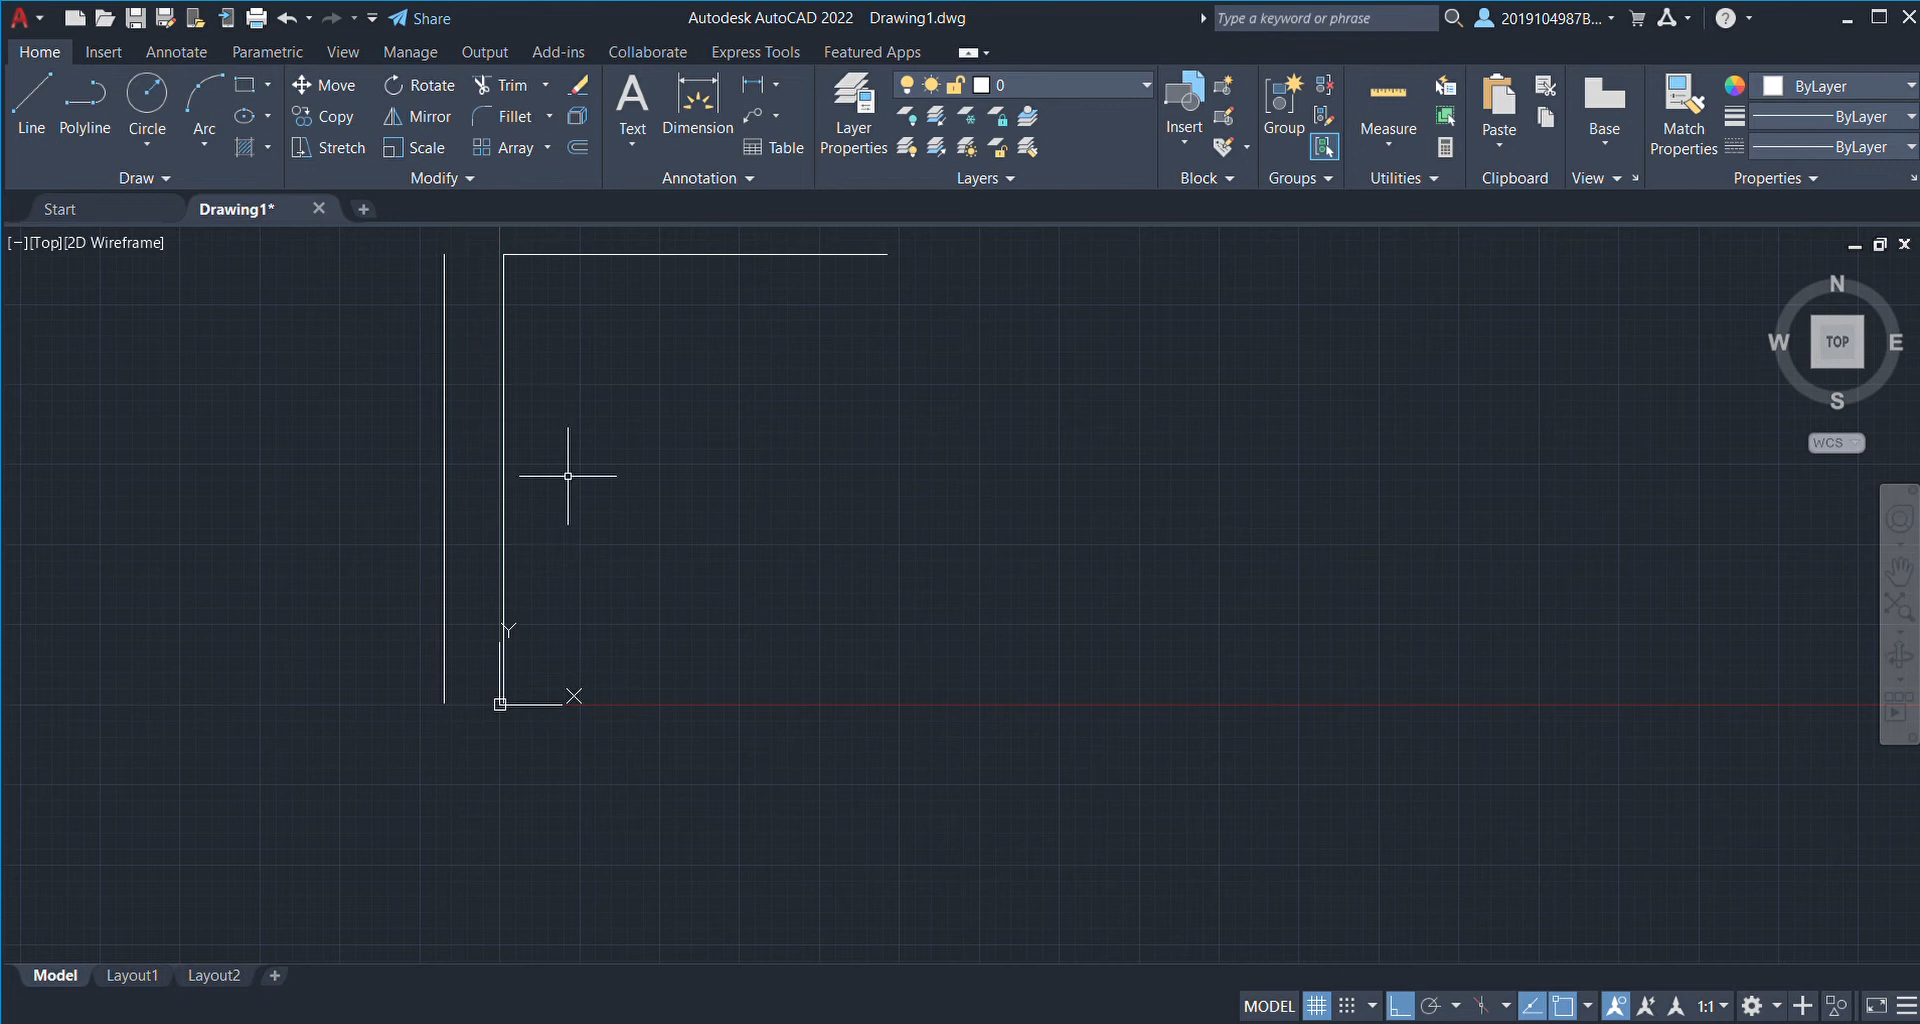 Share
Autodesk AutoCAD 2022 Drawing1.dwg
Type a keyword or phrase
2019104987B...
Home Insert Annotate Parametric View Manage Output Add-ins Collaborate Express Tools Featured Apps
Line Polyline Circle Arc
Move Rotate Trim
Copy Mirror Fillet
Stretch Scale Array
Text Dimension Table
Layer Properties
0
Insert
Group
Measure
Paste
Base
Match Properties
ByLayer
ByLayer
ByLayer
Draw Modify Annotation Layers Block Groups Utilities Clipboard View Properties
Start Drawing1*
[−][Top][2D Wireframe]
N
W TOP E
S
WCS
Y
X
Model Layout1 Layout2
MODEL 1:1